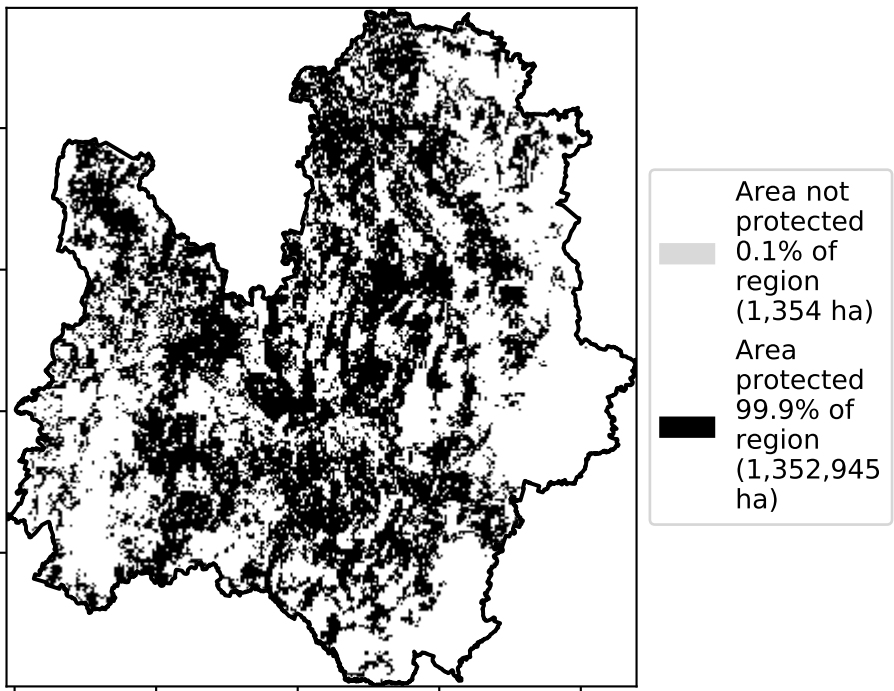 Area not
protected
0.1% of
region
(1,354 ha)
Area
protected
99.9% of
region
(1,352,945
ha)